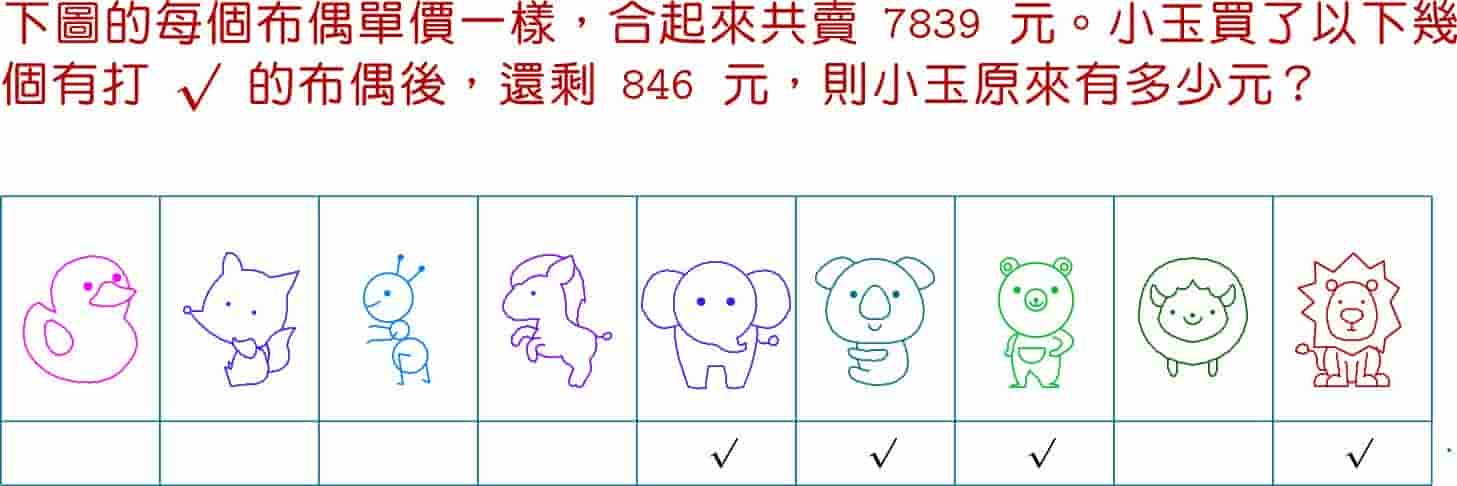 下圖的每個布偶單價一樣，合起來共賣 7839 元。小玉買了以下幾
個有打 √ 的布偶後，還剩 846 元，則小玉原來有多少元？
√ √ √ √ .